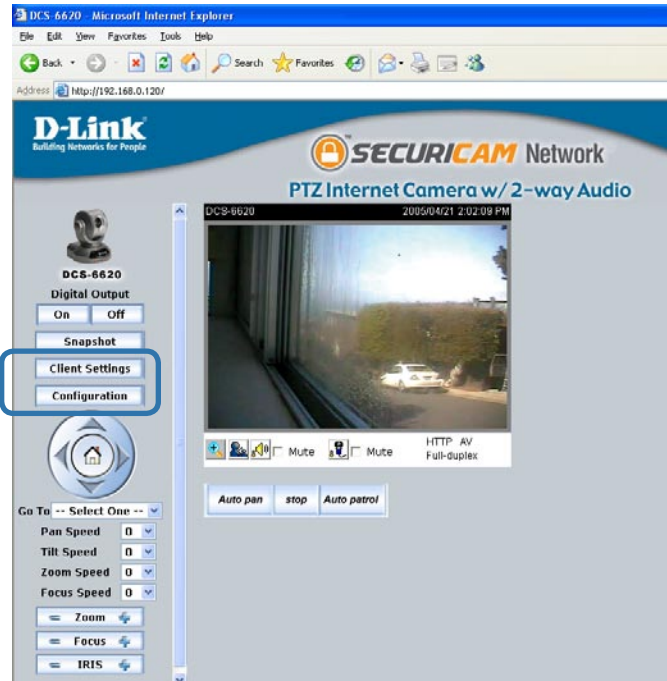 DCS-6620 - Microsoft Internet Explorer
File Edit View Favorites Tools Help
Back Search Favorites
Address http://192.168.0.120/
D-Link
Building Networks for People
SECURICAM Network
™
PTZ Internet Camera w/ 2-way Audio
DCS-6620 2005/04/21 2:02:09 PM
DCS-6620
Digital Output
On Off
Snapshot
Client Settings
Configuration
Mute Mute HTTP AV
Full-duplex
Auto pan stop Auto patrol
Go To -- Select One --
Pan Speed 0
Tilt Speed 0
Zoom Speed 0
Focus Speed 0
Zoom
Focus
IRIS